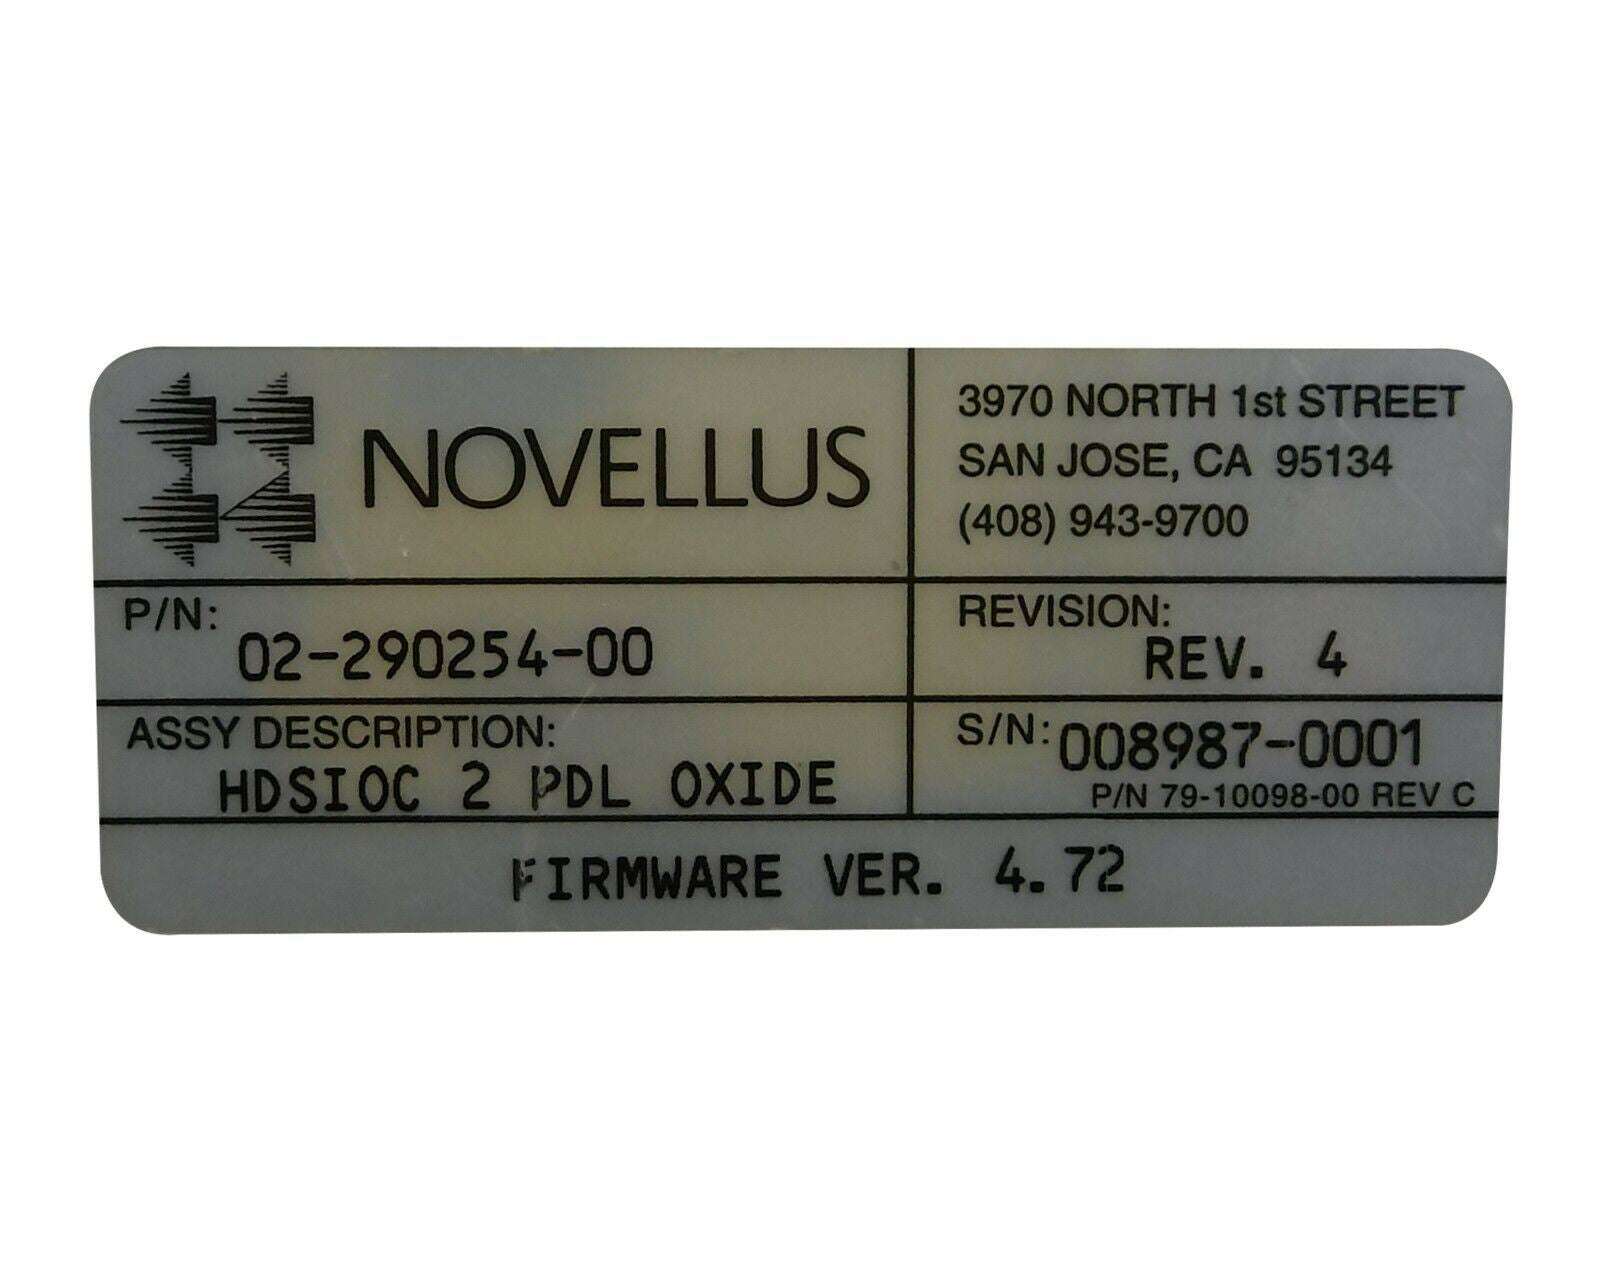 NOVELLUS
3970 NORTH 1st STREET
SAN JOSE, CA 95134
(408) 943-9700
P/N: 02-290254-00
REVISION: REV. 4
ASSY DESCRIPTION:
HDSIOC 2 PDL OXIDE
S/N: 008987-0001
P/N 79-10098-00 REV C
FIRMWARE VER. 4.72